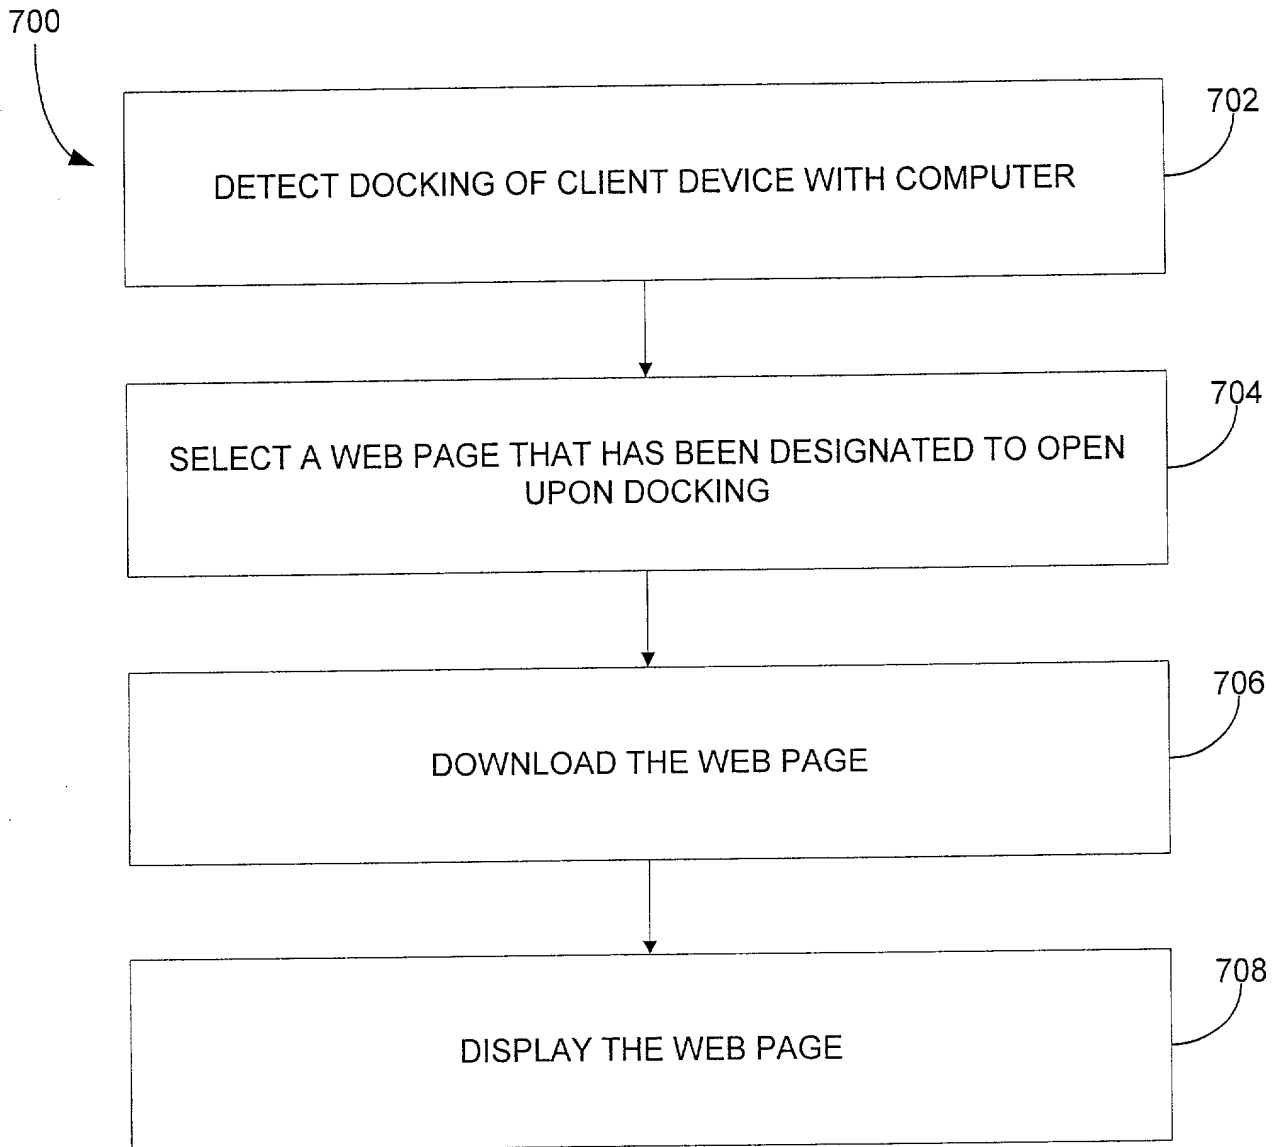 700
702
DETECT DOCKING OF CLIENT DEVICE WITH COMPUTER
704
SELECT A WEB PAGE THAT HAS BEEN DESIGNATED TO OPEN
UPON DOCKING
706
DOWNLOAD THE WEB PAGE
708
DISPLAY THE WEB PAGE